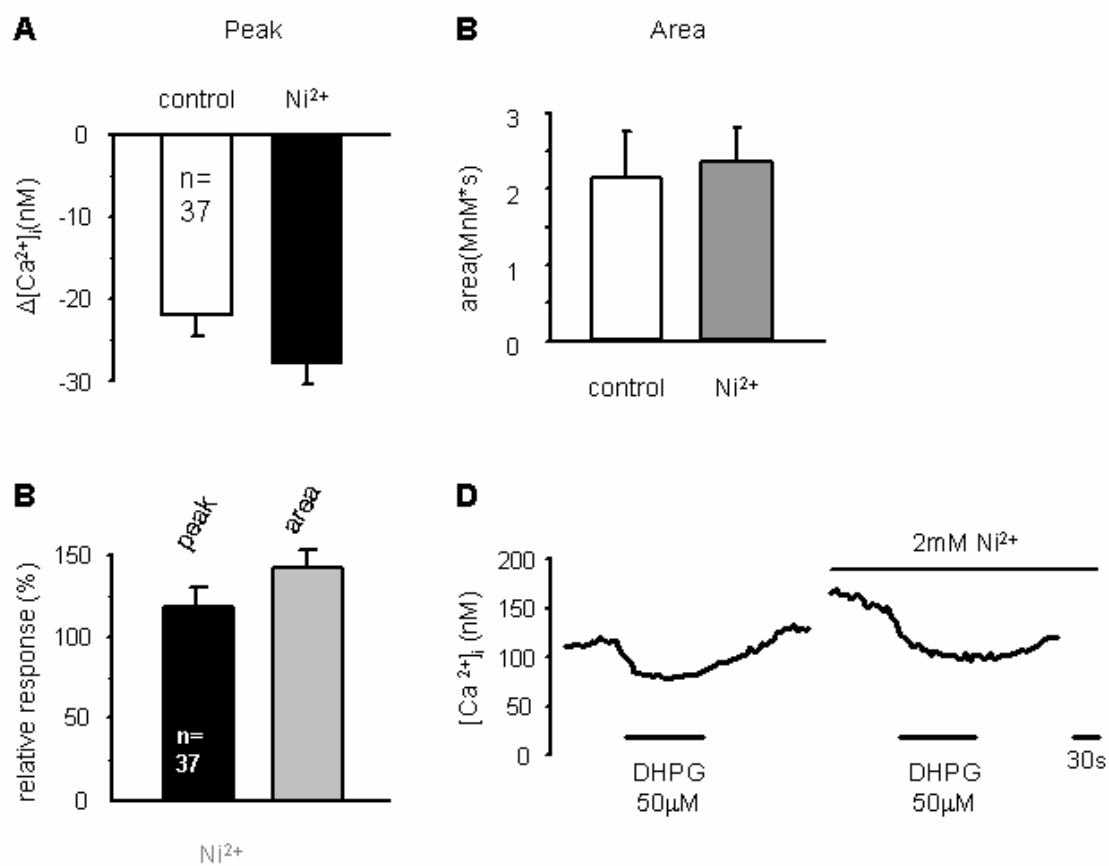 A
Peak
control
Ni²⁺
0
-10
-20
-30
Δ[Ca²⁺]ᵢ(nM)
n=
37
B
Area
3
2
1
0
area(MnM*s)
control
Ni²⁺
B
peak
area
150
100
50
0
relative response (%)
n=
37
Ni²⁺
D
2mM Ni²⁺
200
150
100
50
0
[Ca ²⁺]ᵢ (nM)
DHPG
50µM
DHPG
50µM
30s